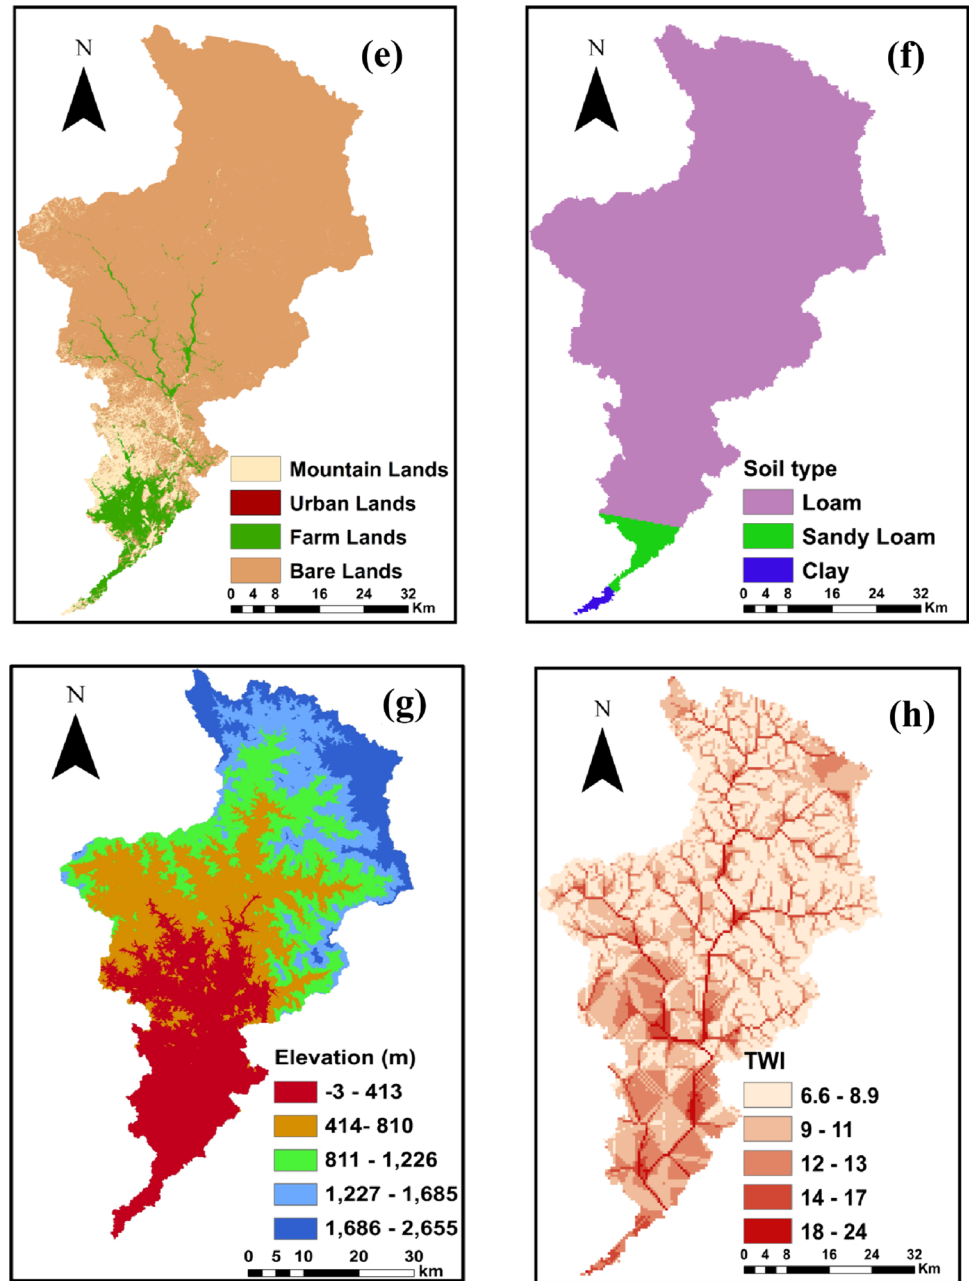 (e)
N
Mountain Lands
Urban Lands
Farm Lands
Bare Lands
0 4 8 16 24 32
Km
(f)
N
Soil type
Loam
Sandy Loam
Clay
0 4 8 16 24 32
Km
(g)
N
Elevation (m)
-3 - 413
414- 810
811 - 1,226
1,227 - 1,685
1,686 - 2,655
0 5 10 20 30
km
(h)
N
TWI
6.6 - 8.9
9 - 11
12 - 13
14 - 17
18 - 24
0 4 8 16 24 32
Km